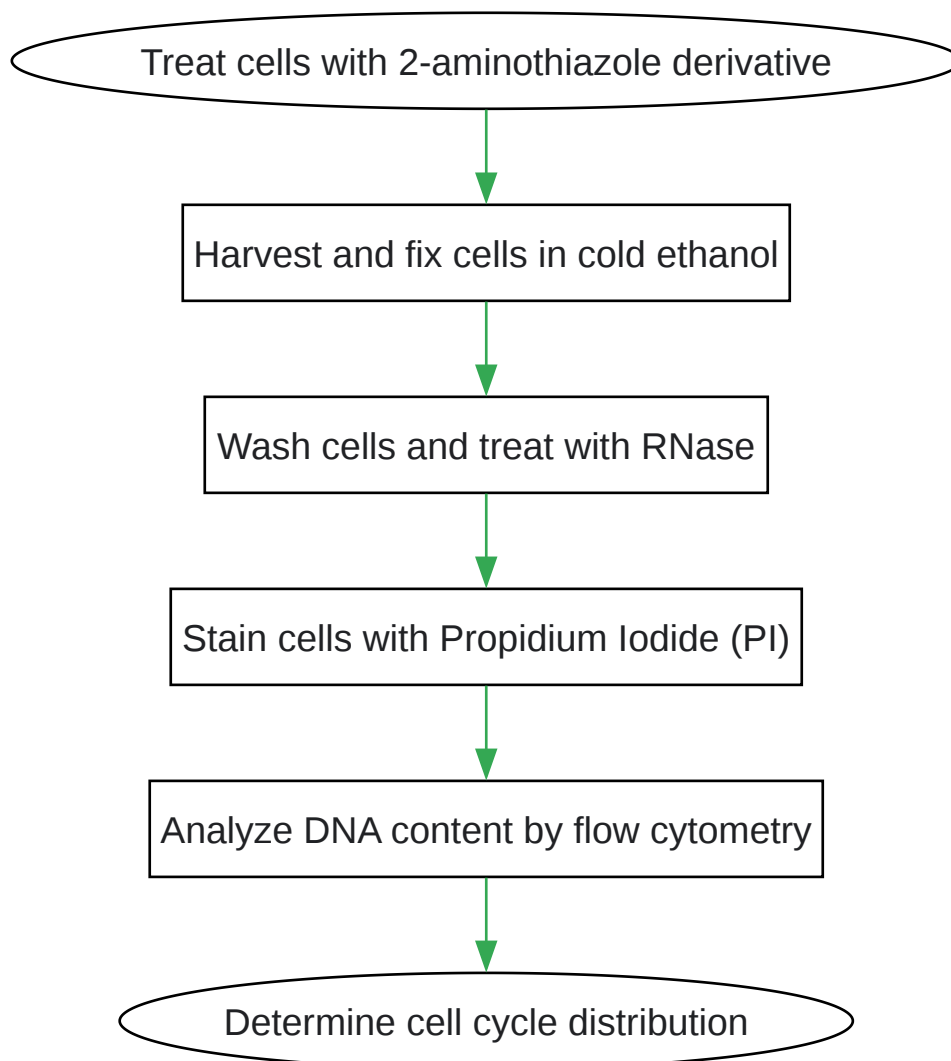 Treat cells with 2-aminothiazole derivative
Harvest and fix cells in cold ethanol
Wash cells and treat with RNase
Stain cells with Propidium Iodide (PI)
Analyze DNA content by flow cytometry
Determine cell cycle distribution